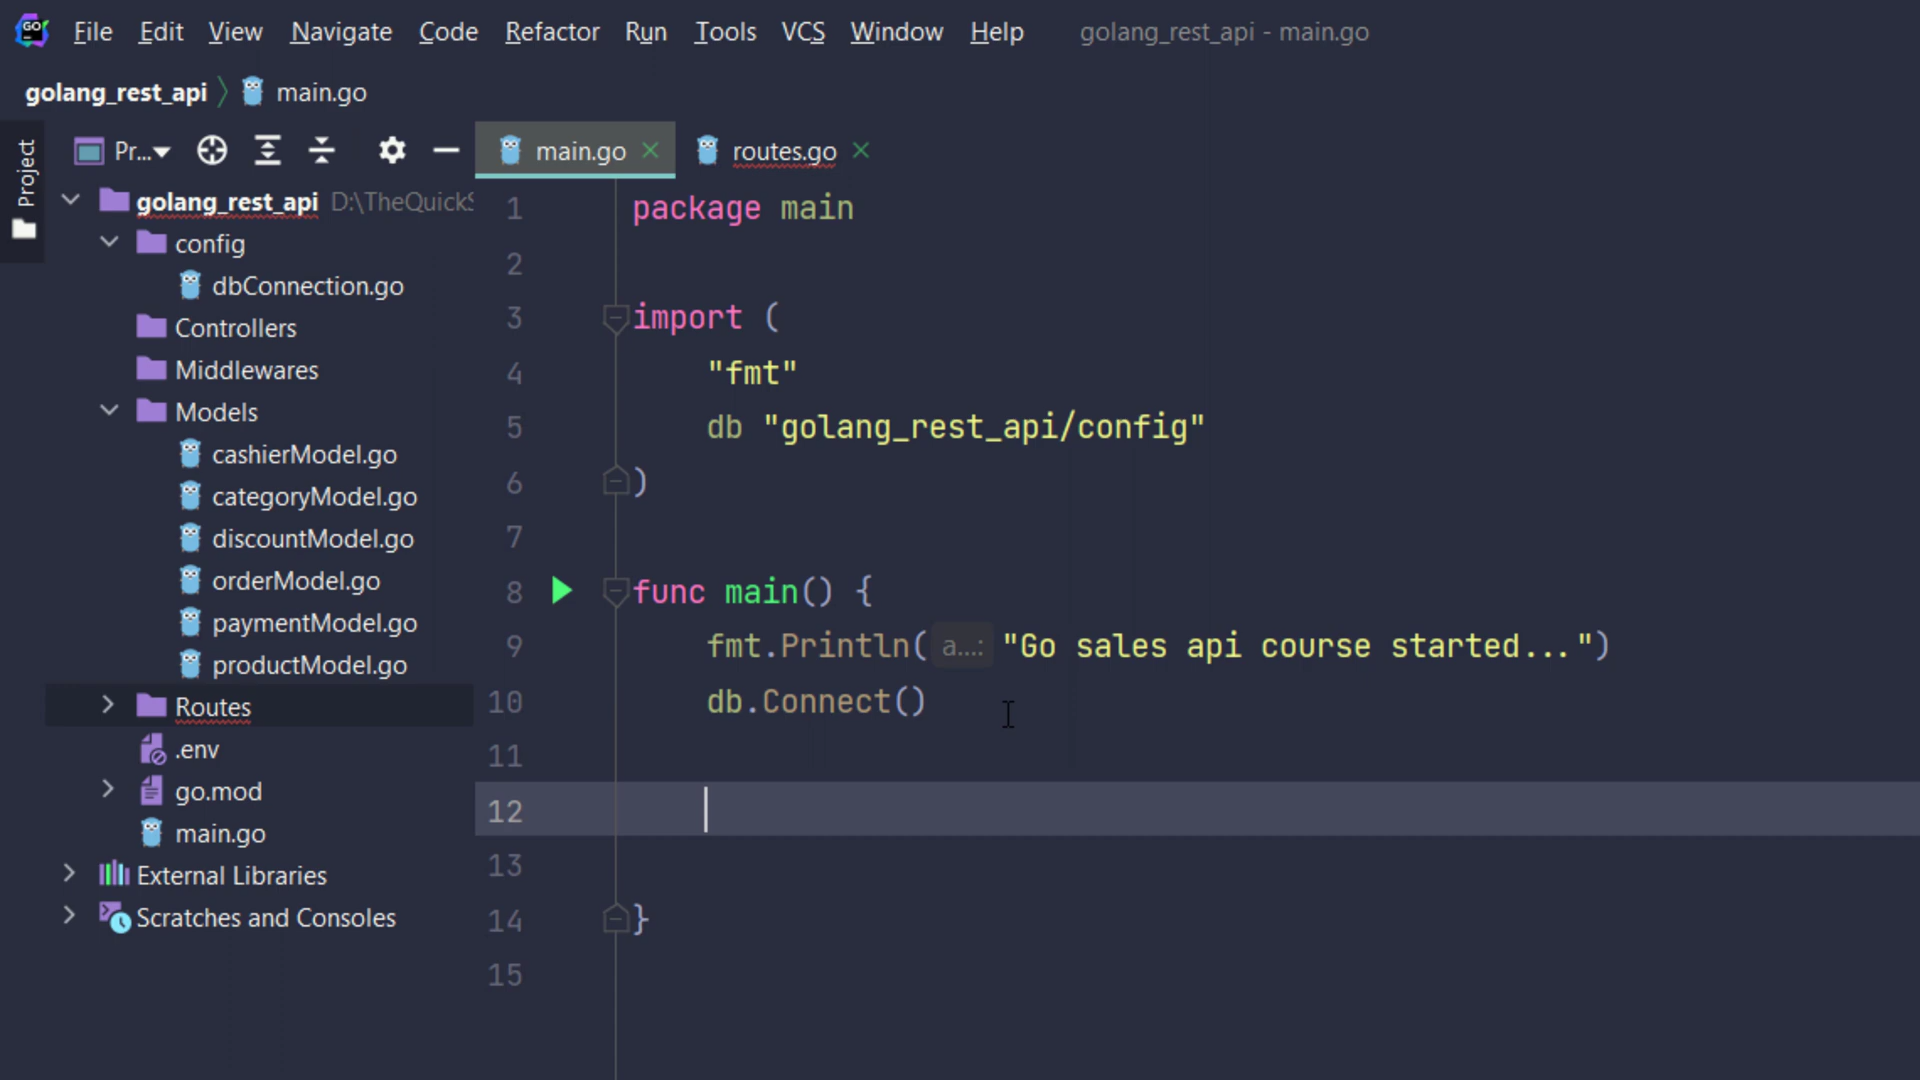 GO File Edit View Navigate Code Refactor Run Tools VCS Window Help golang_rest_api - main.go
golang_rest_api main.go
Project
Pr... main.go routes.go
golang_rest_api D:\TheQuickS
config
dbConnection.go
Controllers
Middlewares
Models
cashierModel.go
categoryModel.go
discountModel.go
orderModel.go
paymentModel.go
productModel.go
Routes
.env
go.mod
main.go
External Libraries
Scratches and Consoles
1 package main
2
3 import (
4 "fmt"
5 db "golang_rest_api/config"
6 )
7
8 func main() {
9 fmt.Println( a...: "Go sales api course started...")
10 db.Connect()
11
12
13
14 }
15